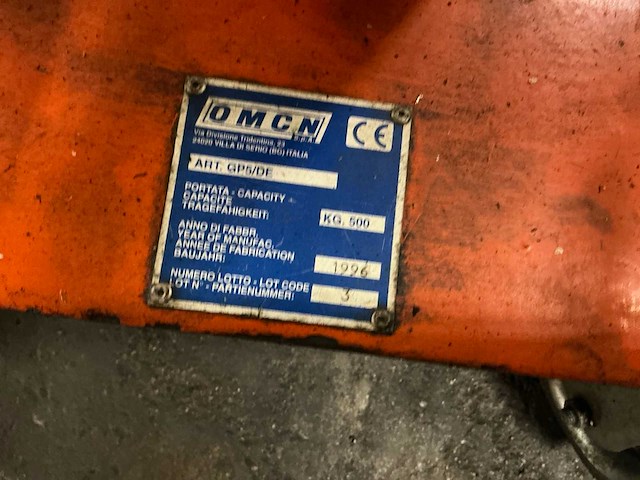 OMCN S.p.A.
Via Divisione Tridentina, 23
24020 VILLA DI SERIO (BG) ITALIA
CE
ART. GP5/DE
PORTATA - CAPACITY -
CAPACITE
TRAGEFAHIGKEIT: KG. 500
ANNO DI FABBR.
YEAR OF MANUFAC.
ANNEE DE FABRICATION
BAUJAHR: 1996
NUMERO LOTTO - LOT CODE
LOT N° - PARTIENUMMER: 3